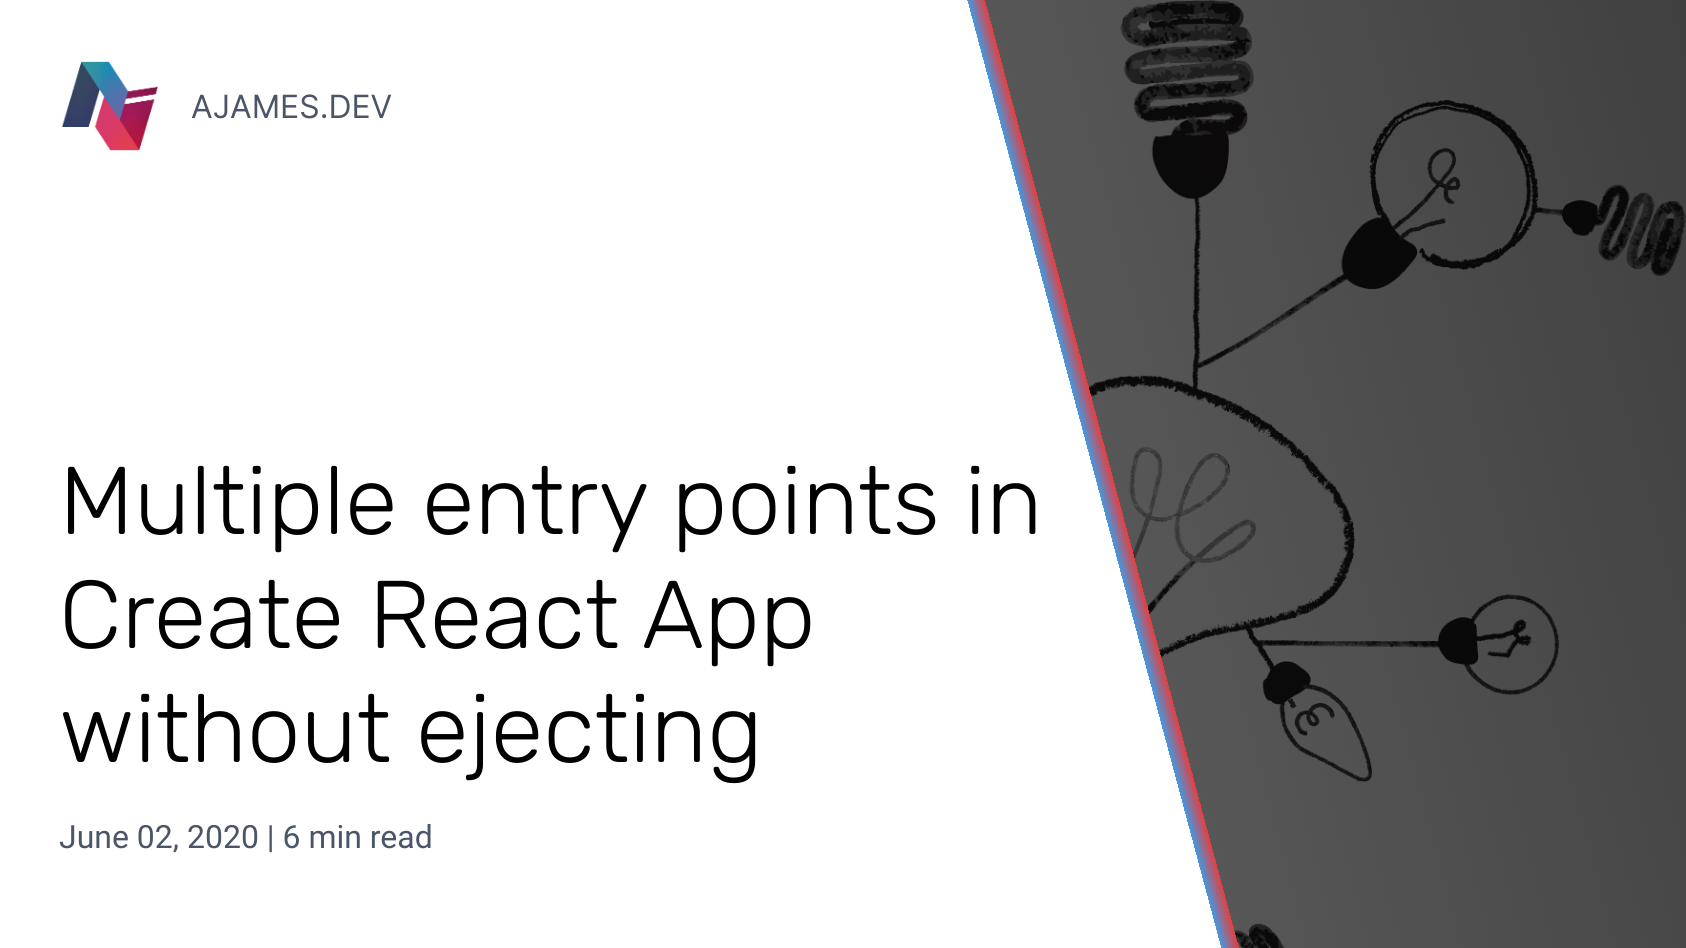 AJAMES.DEV
Multiple entry points in
Create React App
without ejecting
June 02, 2020 | 6 min read